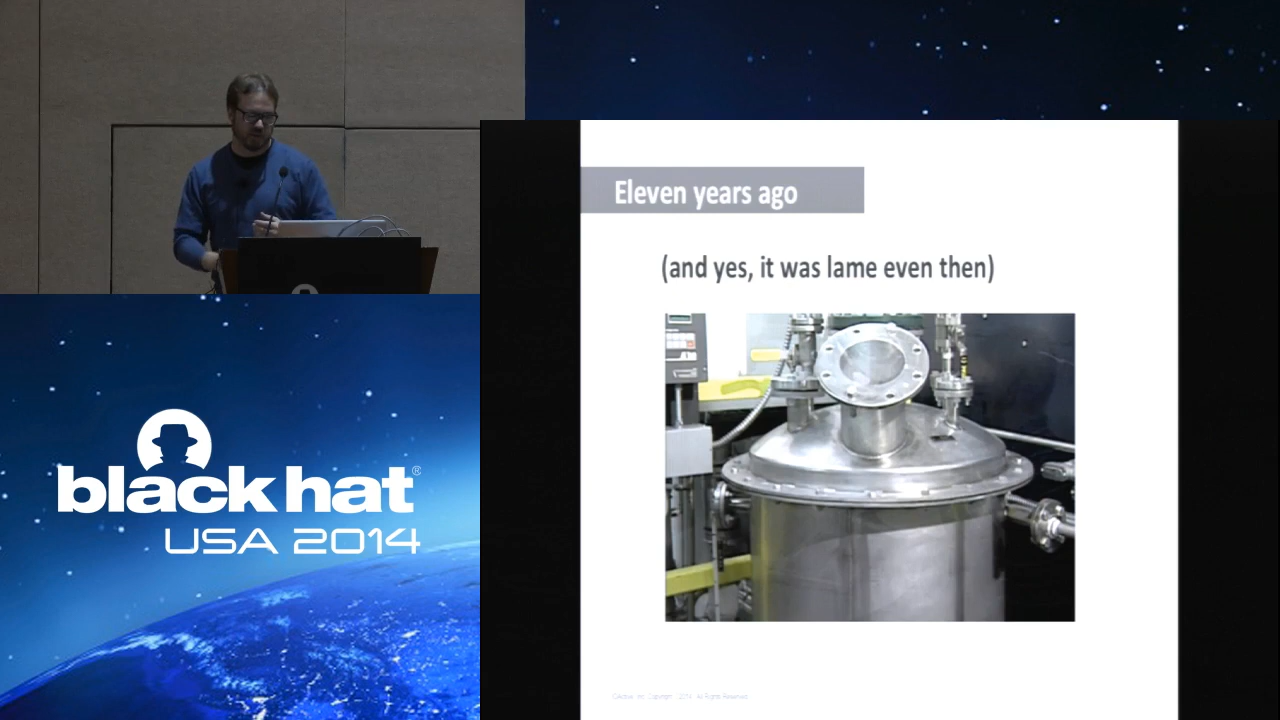 Eleven years ago
(and yes, it was lame even then)
black hat®
USA 2014